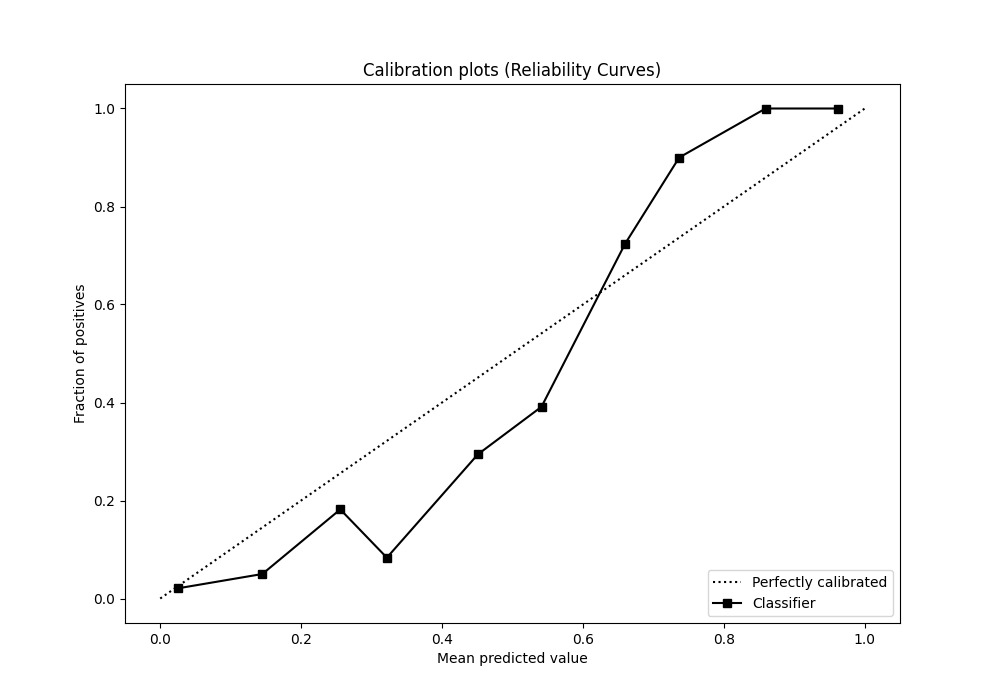 Calibration plots (Reliability Curves)
1.0
0.8
0.6
0.4
0.2
0.0
Fraction of positives
0.0 0.2 0.4 0.6 0.8 1.0
Mean predicted value
Perfectly calibrated
Classifier